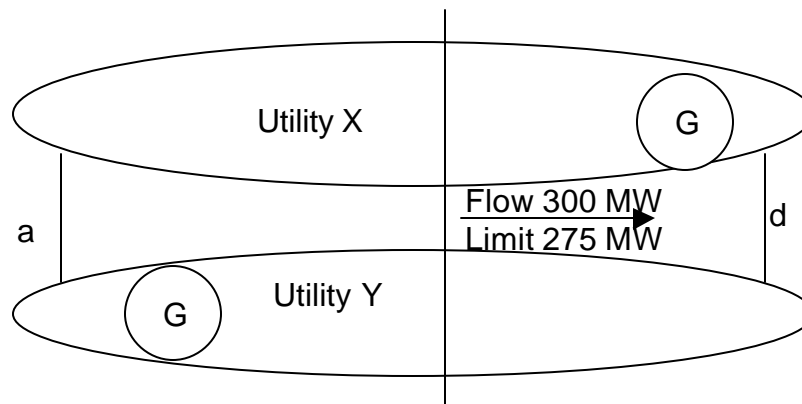 Utility X
G
Flow 300 MW
Limit 275 MW
a
d
Utility Y
G